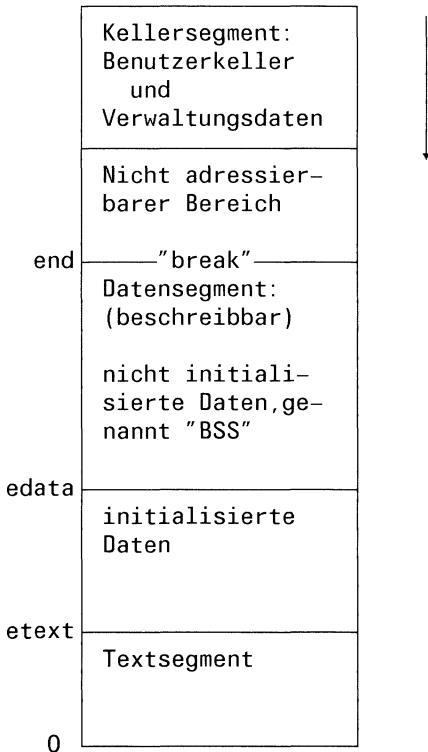 Kellersegment:
Benutzerkeller
und
Verwaltungsdaten
Nicht adressier–
barer Bereich
end "break"
Datensegment:
(beschreibbar)
nicht initiali–
sierte Daten,ge–
nannt "BSS"
edata
initialisierte
Daten
etext
Textsegment
0